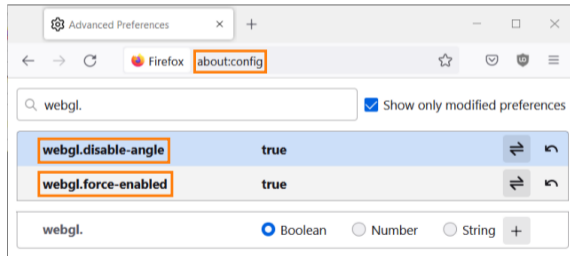 Advanced Preferences
Firefox about:config
webgl. Show only modified preferences
webgl.disable-angle true
webgl.force-enabled true
webgl. Boolean Number String